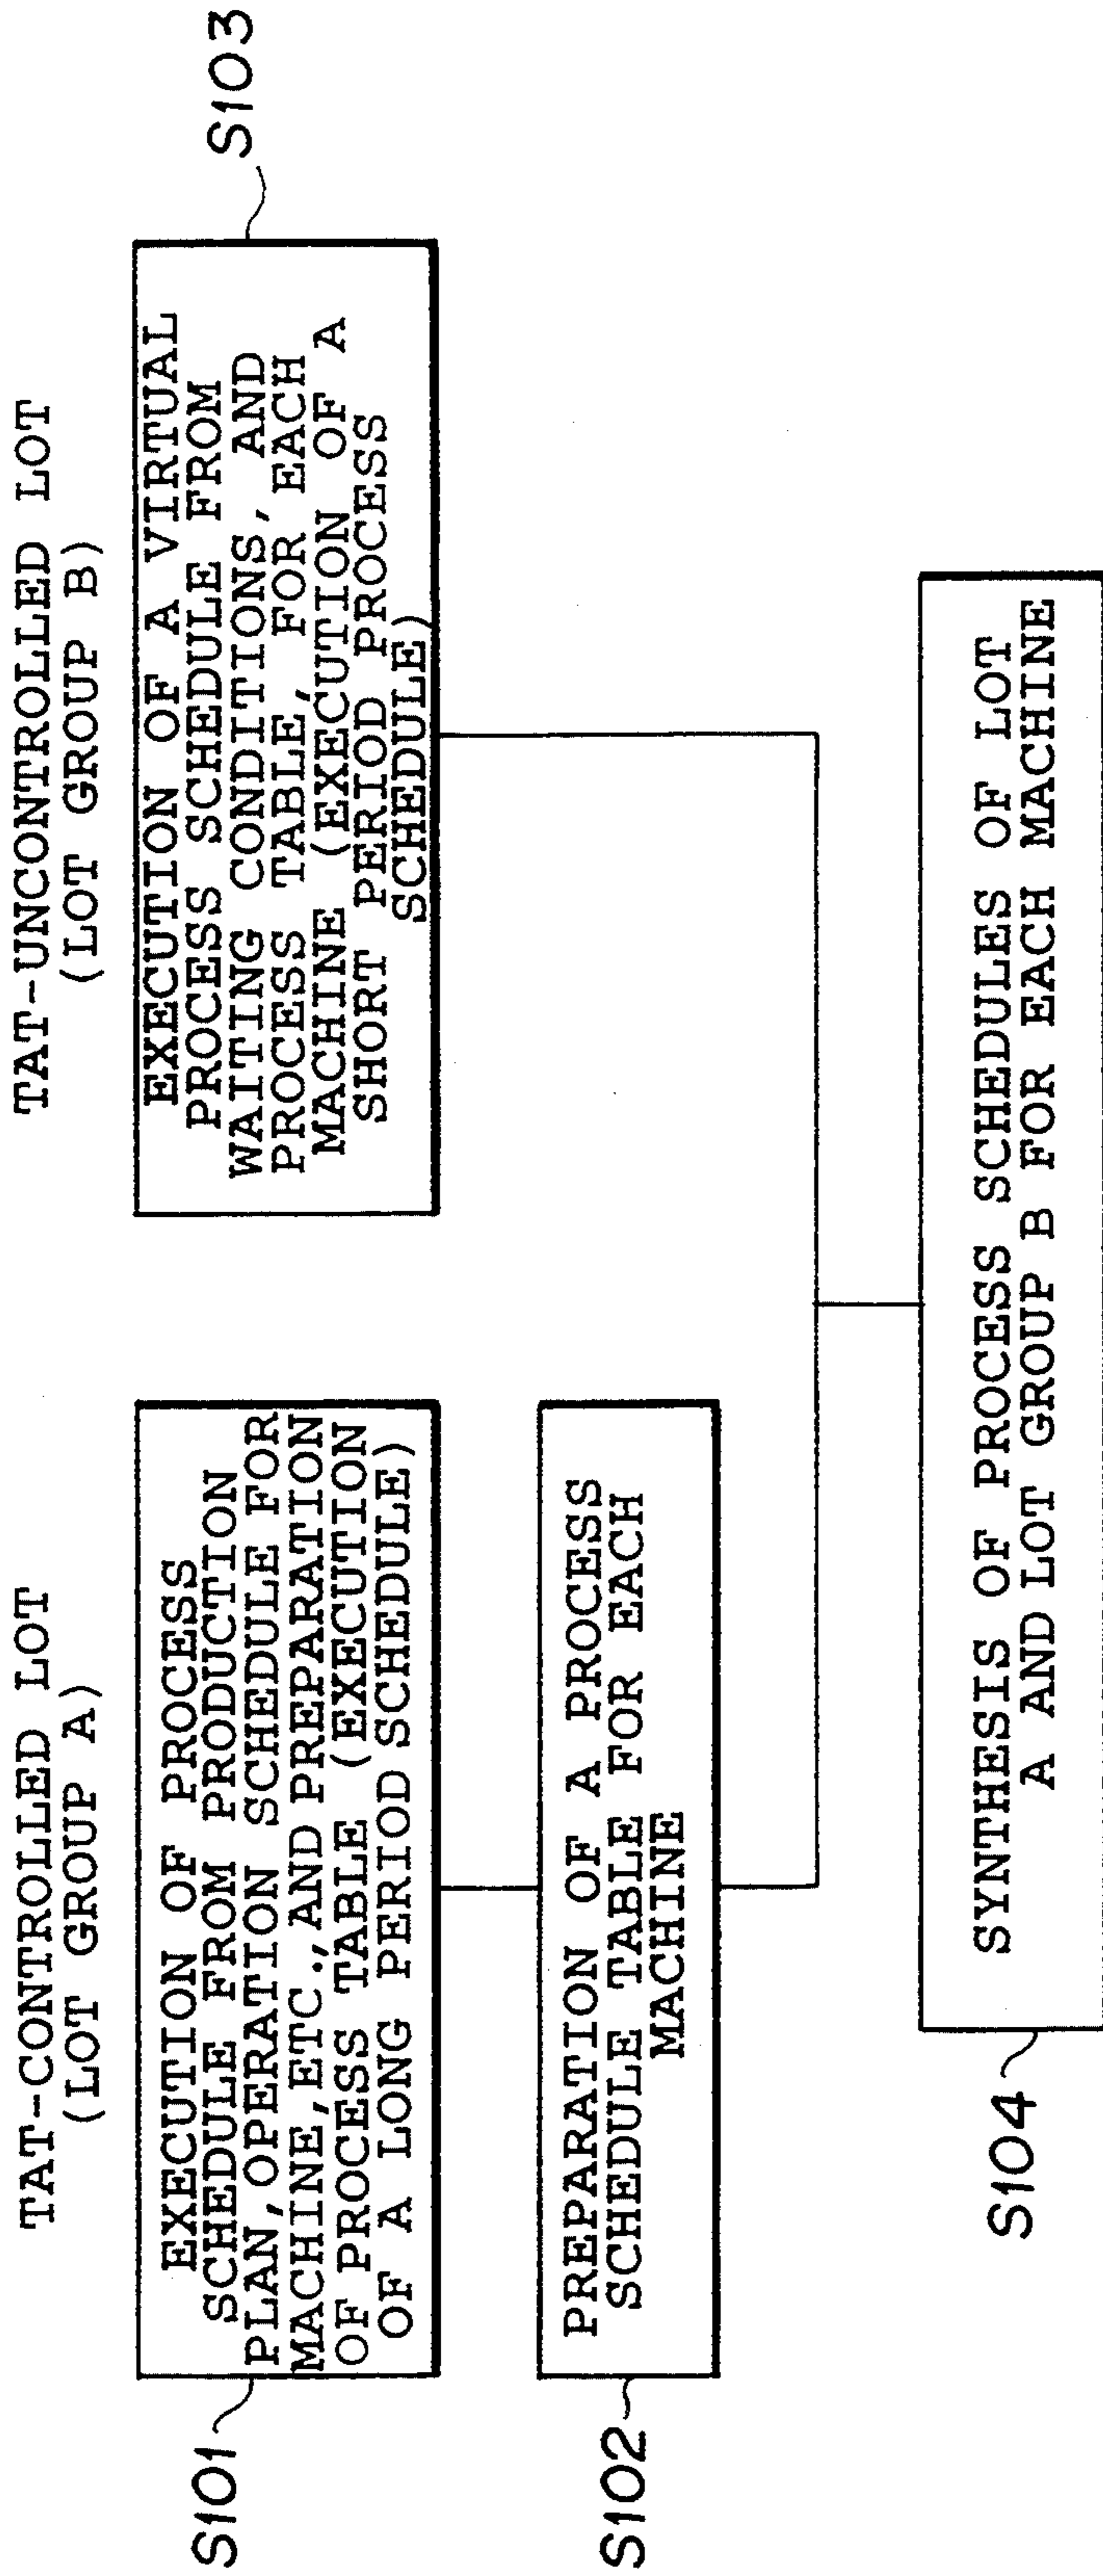 TAT-CONTROLLED LOT
(LOT GROUP A)
S101
EXECUTION OF PROCESS
SCHEDULE FROM PRODUCTION
PLAN, OPERATION SCHEDULE FOR
MACHINE, ETC., AND PREPARATION
OF PROCESS TABLE (EXECUTION
OF A LONG PERIOD SCHEDULE)
S102
PREPARATION OF A PROCESS
SCHEDULE TABLE FOR EACH
MACHINE
TAT-UNCONTROLLED LOT
(LOT GROUP B)
S103
EXECUTION OF A VIRTUAL
PROCESS SCHEDULE FROM
WAITING CONDITIONS, AND
PROCESS TABLE, FOR EACH
MACHINE (EXECUTION OF A
SHORT PERIOD PROCESS
SCHEDULE)
S104
SYNTHESIS OF PROCESS SCHEDULES OF LOT
A AND LOT GROUP B FOR EACH MACHINE